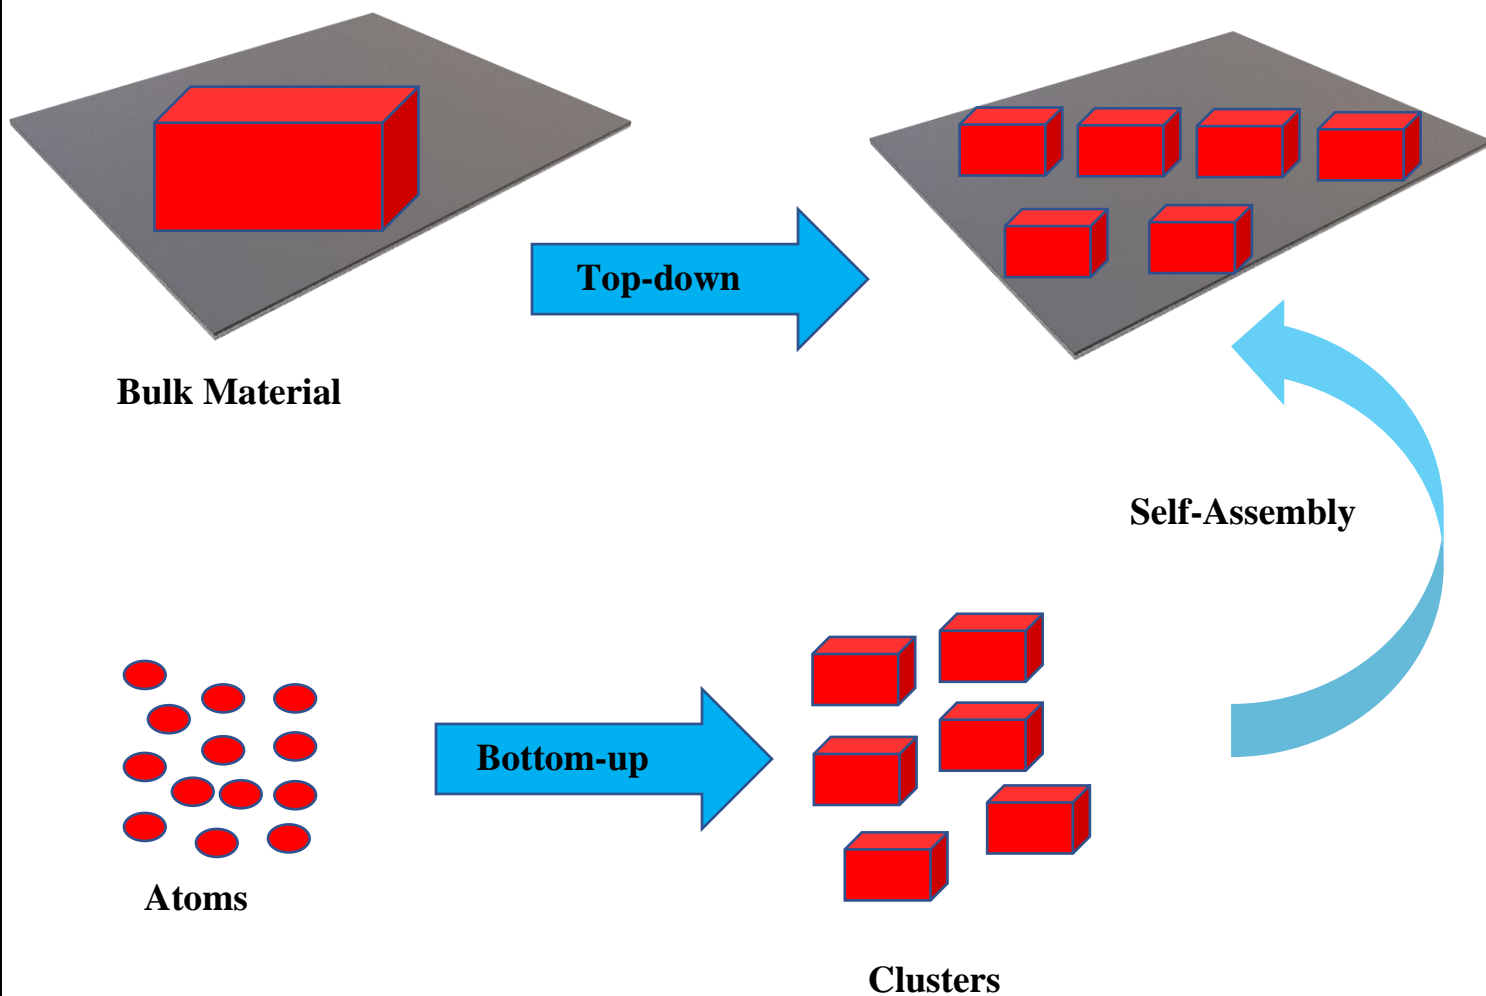 Top-down
Bulk Material
Self-Assembly
Bottom-up
Atoms
Clusters